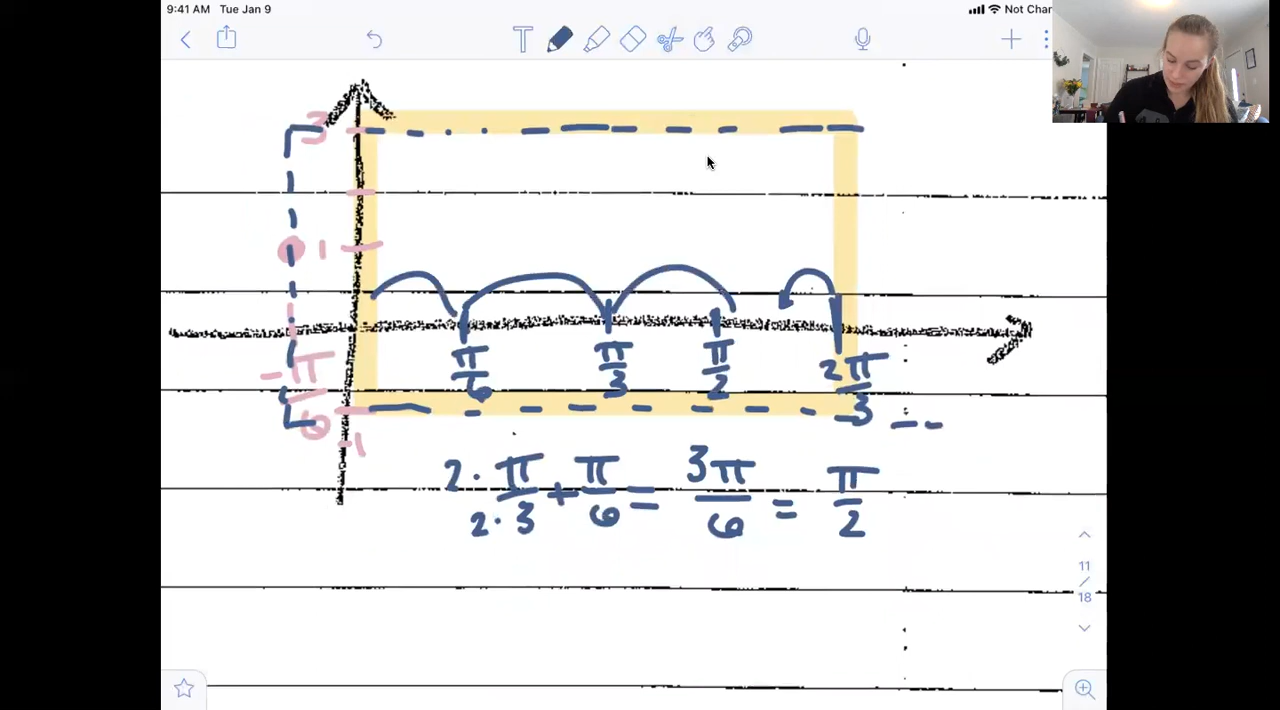 9:41 AM Tue Jan 9
Not Char
T
3
1
-π/6
-1
π/6
π/3
π/2
2π/3
2·π/2·3 + π/6 = 3π/6 = π/2
11
/
18